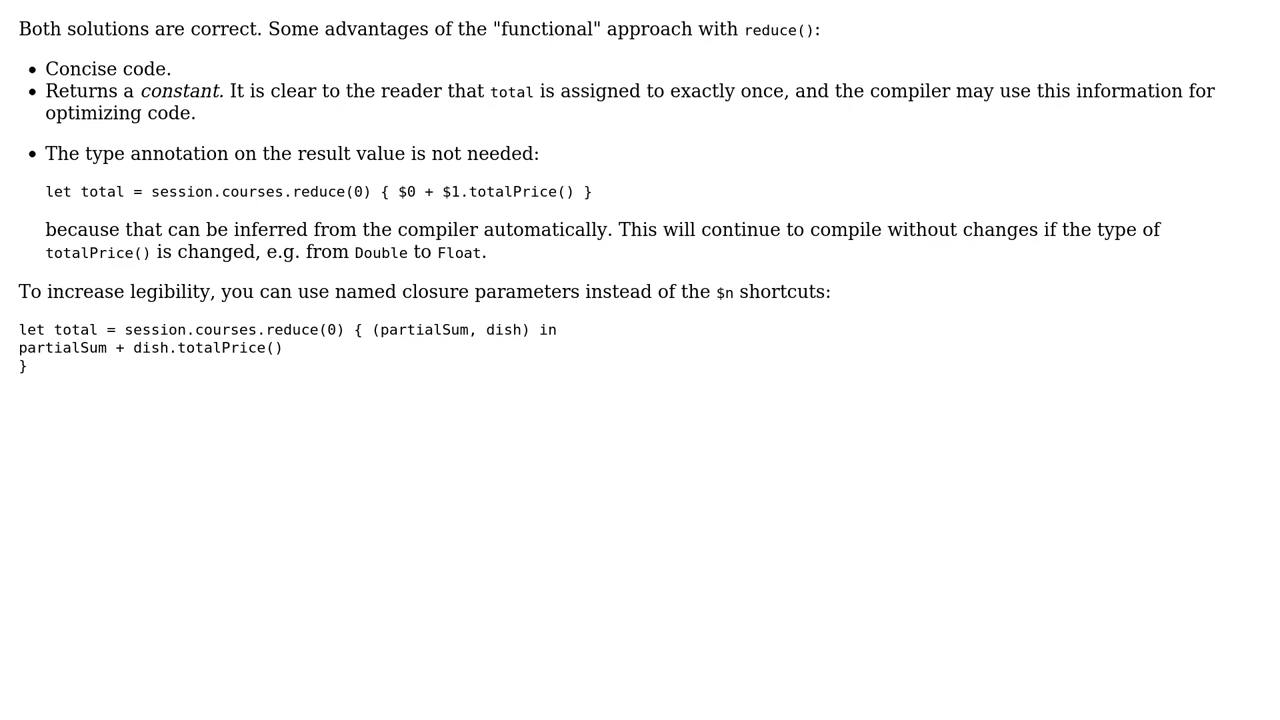 Both solutions are correct. Some advantages of the "functional" approach with reduce():
• Concise code.
• Returns a constant. It is clear to the reader that total is assigned to exactly once, and the compiler may use this information for
optimizing code.
• The type annotation on the result value is not needed:
let total = session.courses.reduce(0) { $0 + $1.totalPrice() }
because that can be inferred from the compiler automatically. This will continue to compile without changes if the type of
totalPrice() is changed, e.g. from Double to Float.
To increase legibility, you can use named closure parameters instead of the $n shortcuts:
let total = session.courses.reduce(0) { (partialSum, dish) in
partialSum + dish.totalPrice()
}